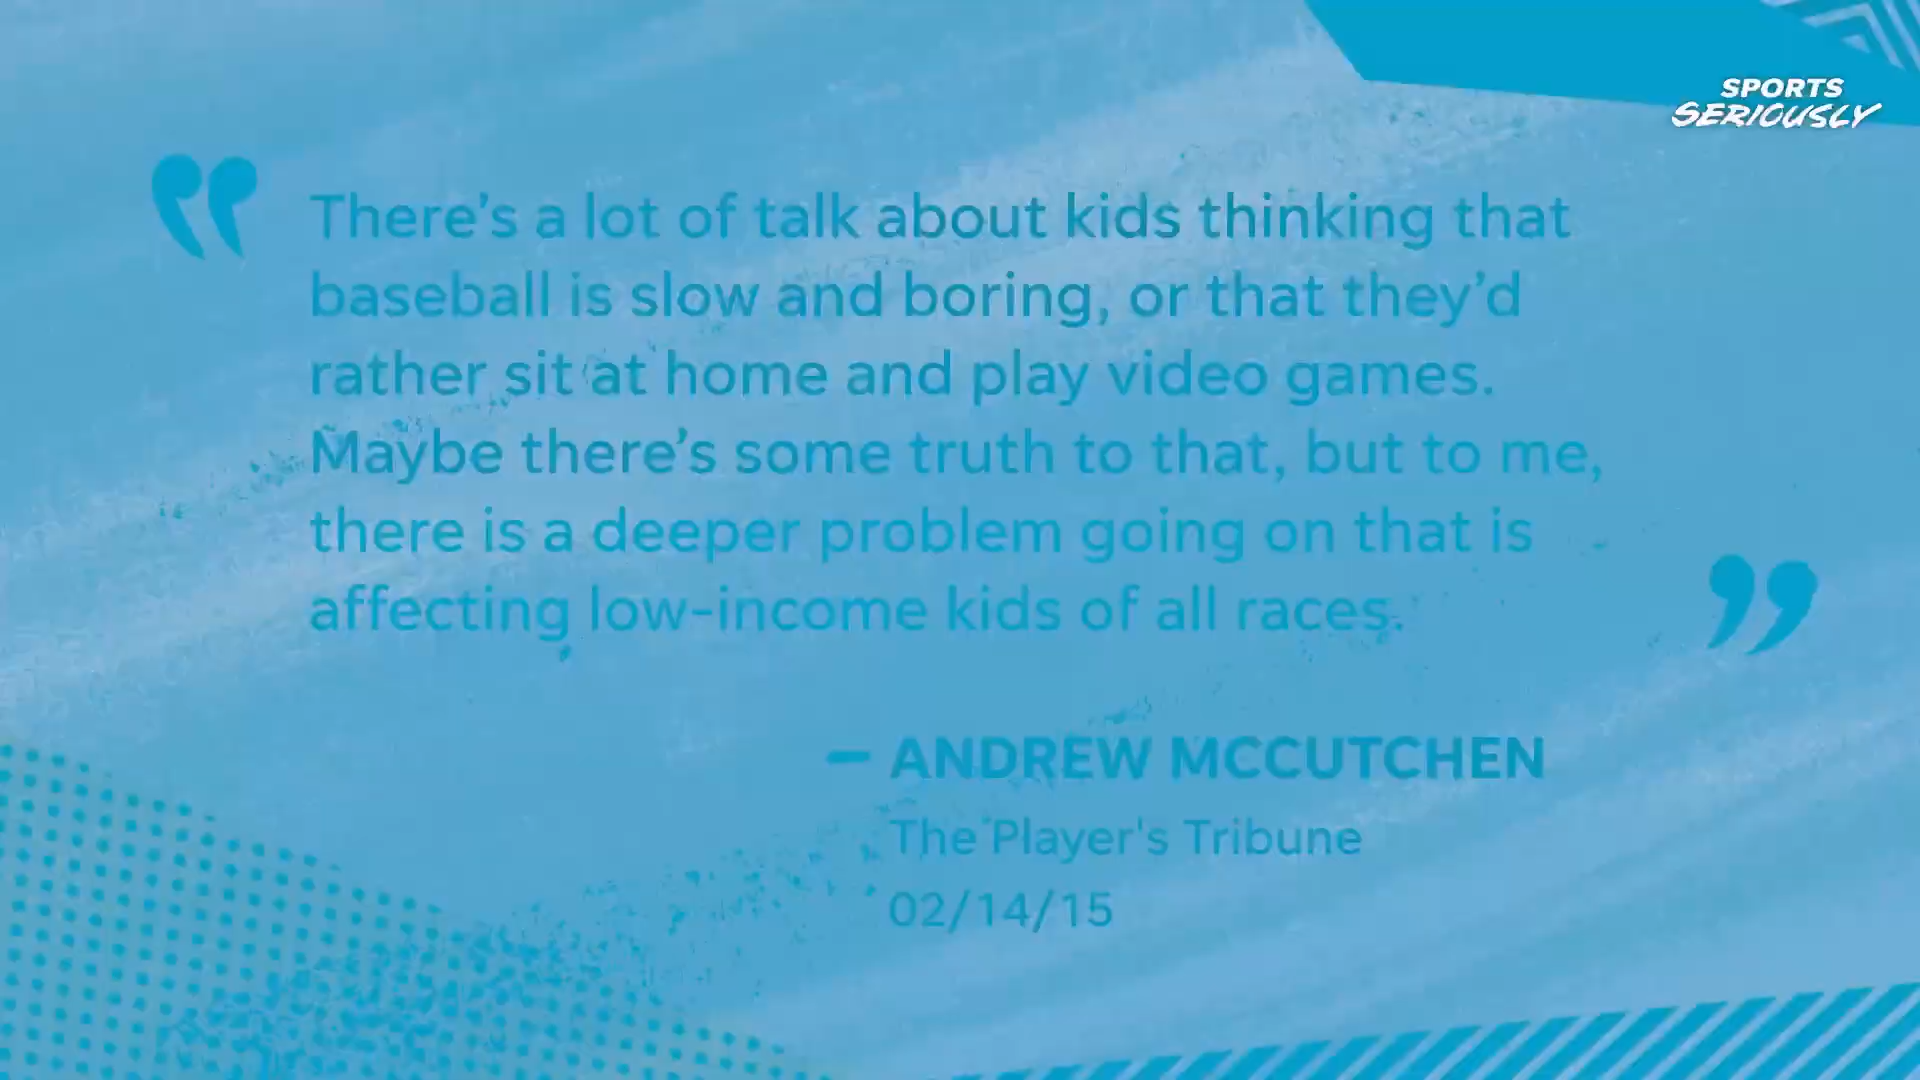 SPORTS
SERIOUSLY
“There’s a lot of talk about kids thinking that
baseball is slow and boring, or that they’d
rather sit at home and play video games.
Maybe there’s some truth to that, but to me,
there is a deeper problem going on that is
affecting low-income kids of all races.”
– ANDREW MCCUTCHEN
The Player's Tribune
02/14/15